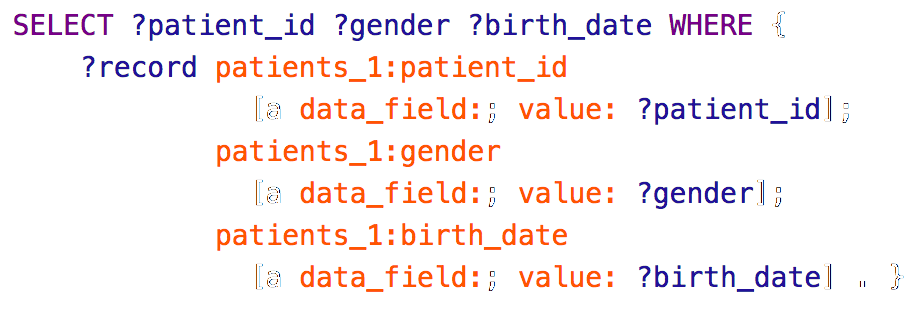 SELECT ?patient_id ?gender ?birth_date WHERE {
?record patients_1:patient_id
[a data_field:; value: ?patient_id];
patients_1:gender
[a data_field:; value: ?gender];
patients_1:birth_date
[a data_field:; value: ?birth_date] . }